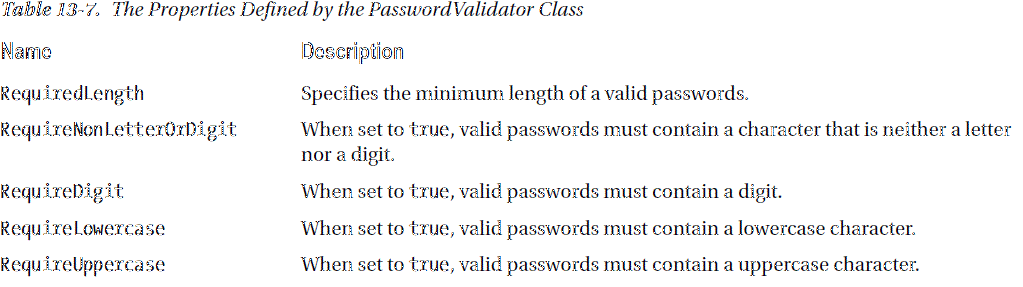 Table 13-7. The Properties Defined by the PasswordValidator Class
Name Description
RequiredLength Specifies the minimum length of a valid passwords.
RequireNonLetterOrDigit When set to true, valid passwords must contain a character that is neither a letter
nor a digit.
RequireDigit When set to true, valid passwords must contain a digit.
RequireLowercase When set to true, valid passwords must contain a lowercase character.
RequireUppercase When set to true, valid passwords must contain a uppercase character.